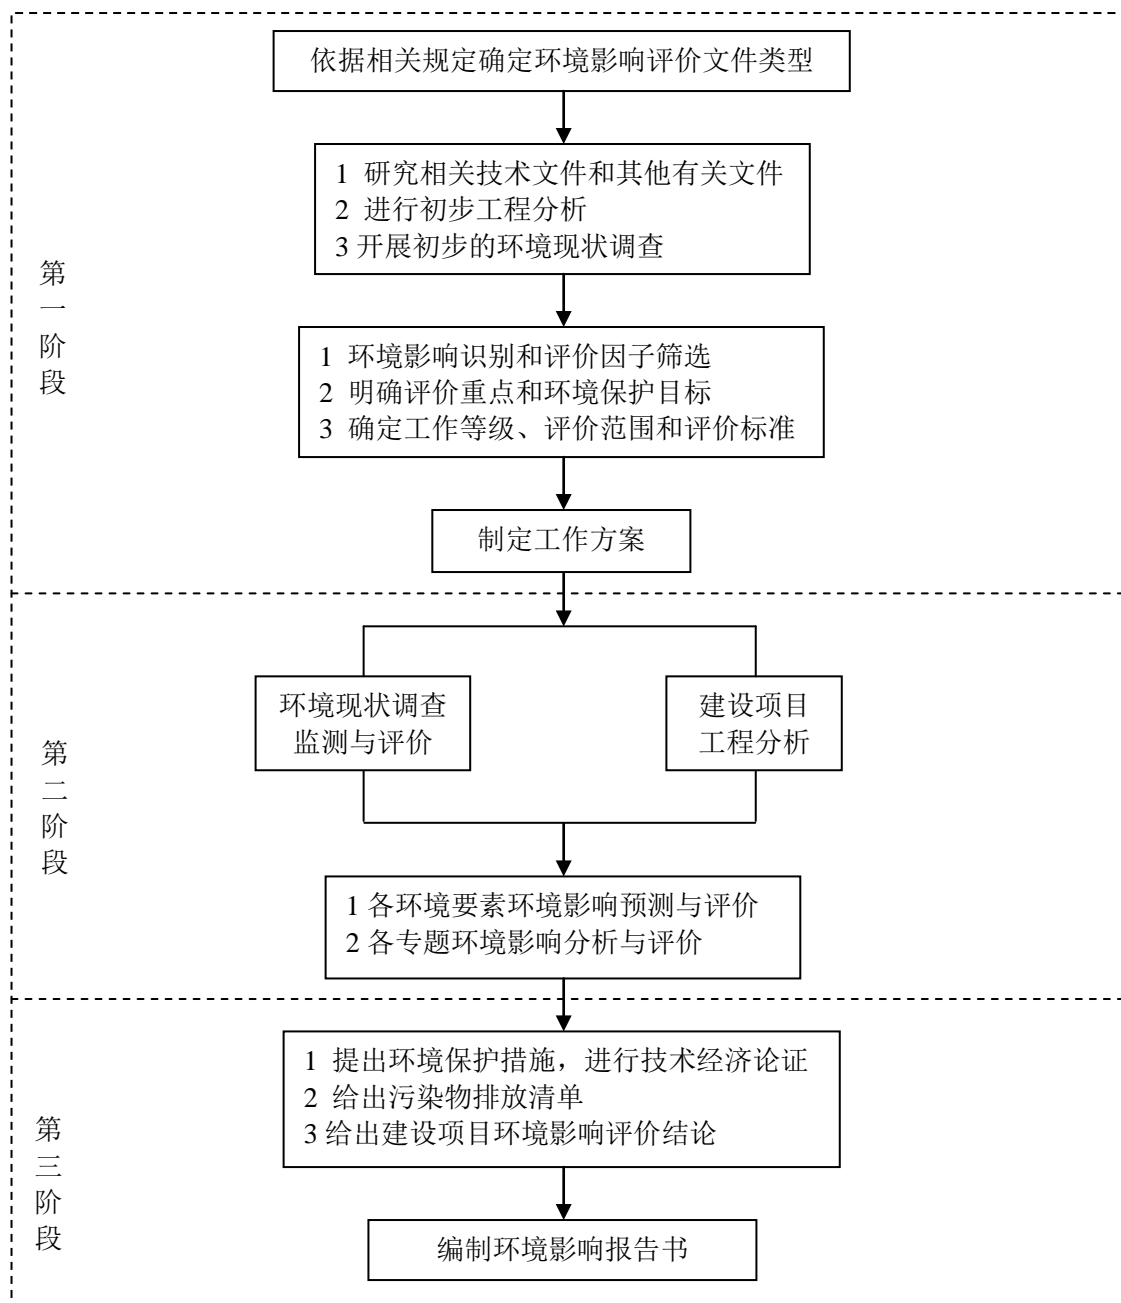 依据相关规定确定环境影响评价文件类型
1 研究相关技术文件和其他有关文件
2 进行初步工程分析
3 开展初步的环境现状调查
第
一
阶
段
1 环境影响识别和评价因子筛选
2 明确评价重点和环境保护目标
3 确定工作等级、评价范围和评价标准
制定工作方案
环境现状调查
监测与评价
建设项目
工程分析
第
二
阶
段
1 各环境要素环境影响预测与评价
2 各专题环境影响分析与评价
1 提出环境保护措施，进行技术经济论证
2 给出污染物排放清单
3 给出建设项目环境影响评价结论
第
三
阶
段
编制环境影响报告书